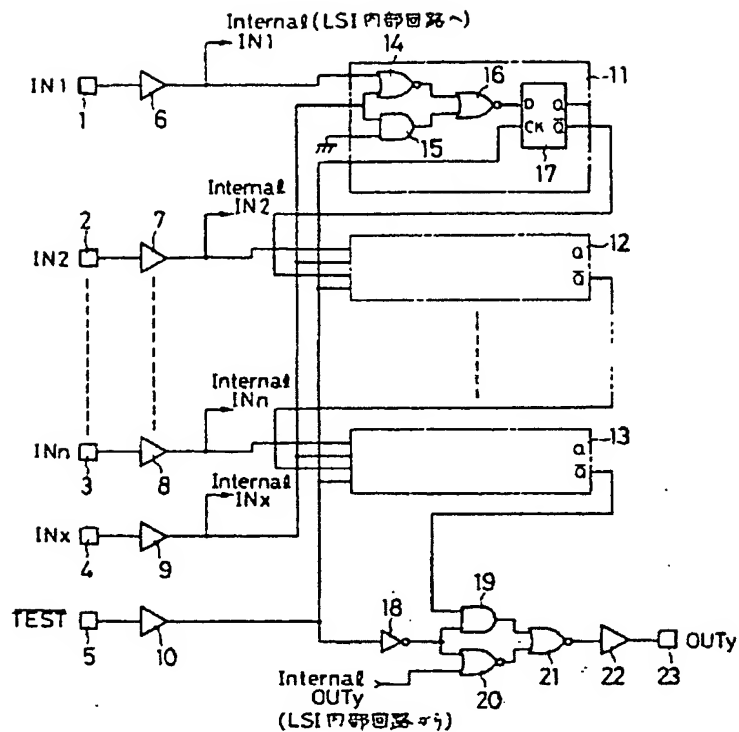 Internal (LSI内部回路へ)
IN1
IN1
1
6
14
16
11
D Q
CK Q̅
15
17
Internal
IN2
2
7
IN2
12
Q
Q̅
Internal
INn
INn
3
8
13
Q
Q̅
Internal
INx
INx
4
9
T̅E̅S̅T̅
5
10
18
19
21
22
OUTy
23
20
Internal
OUTy
(LSI内部回路から)